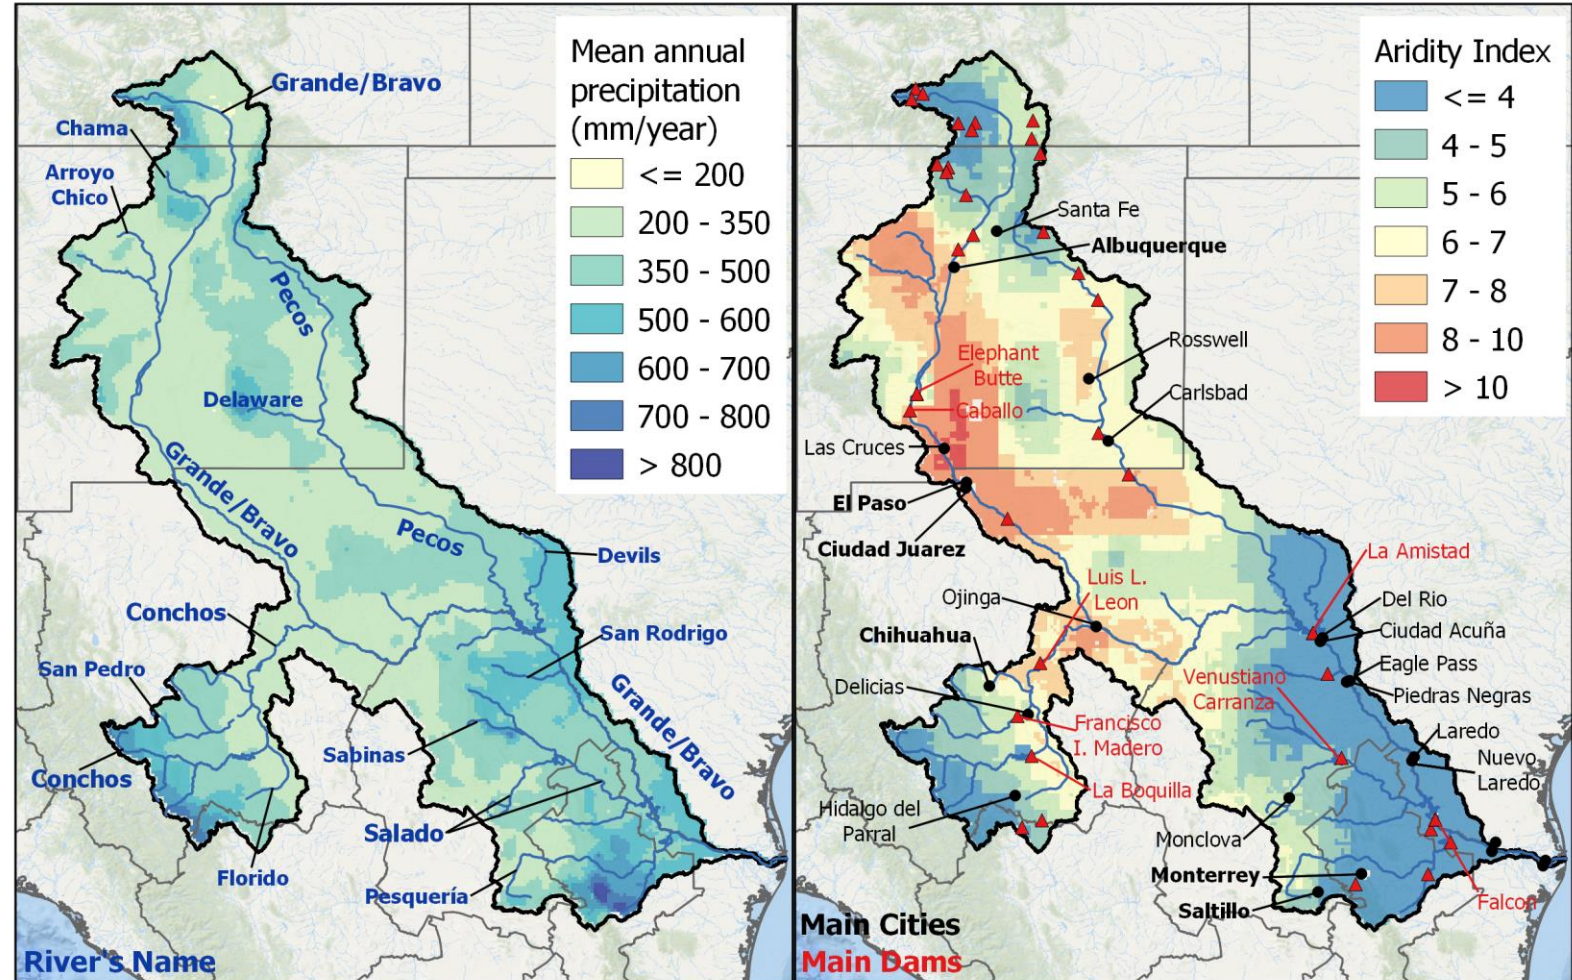 Mean annual
precipitation
(mm/year)
<= 200
200 - 350
350 - 500
500 - 600
600 - 700
700 - 800
> 800
Grande/Bravo
Chama
Arroyo
Chico
Pecos
Delaware
Grande/Bravo
Pecos
Devils
Conchos
San Rodrigo
San Pedro
Grande/Bravo
Sabinas
Conchos
Salado
Florido
Pesquería
River's Name
Aridity Index
<= 4
4 - 5
5 - 6
6 - 7
7 - 8
8 - 10
> 10
Santa Fe
Albuquerque
Rosswell
Elephant
Butte
Carlsbad
Caballo
Las Cruces
El Paso
Ciudad Juarez
La Amistad
Luis L.
Leon
Ojinga
Del Rio
Chihuahua
Ciudad Acuña
Eagle Pass
Delicias
Venustiano
Carranza
Piedras Negras
Francisco
I. Madero
Laredo
Nuevo
Laredo
La Boquilla
Hidalgo del
Parral
Monclova
Monterrey
Saltillo
Falcon
Main Cities
Main Dams